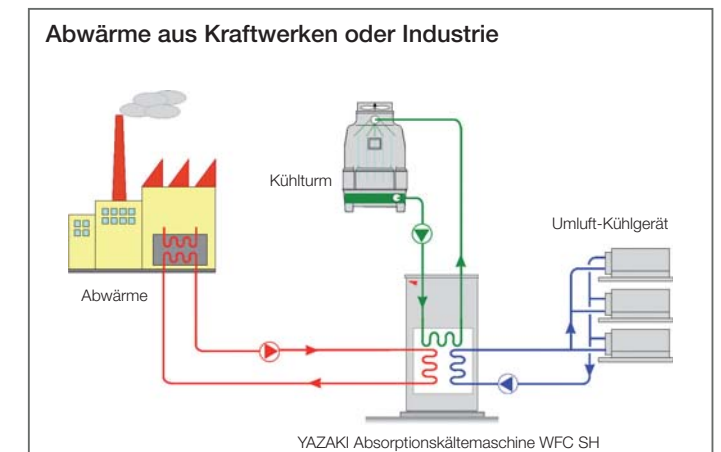 Abwärme aus Kraftwerken oder Industrie
Kühlturm
Umluft-Kühlgerät
Abwärme
YAZAKI Absorptionskältemaschine WFC SH